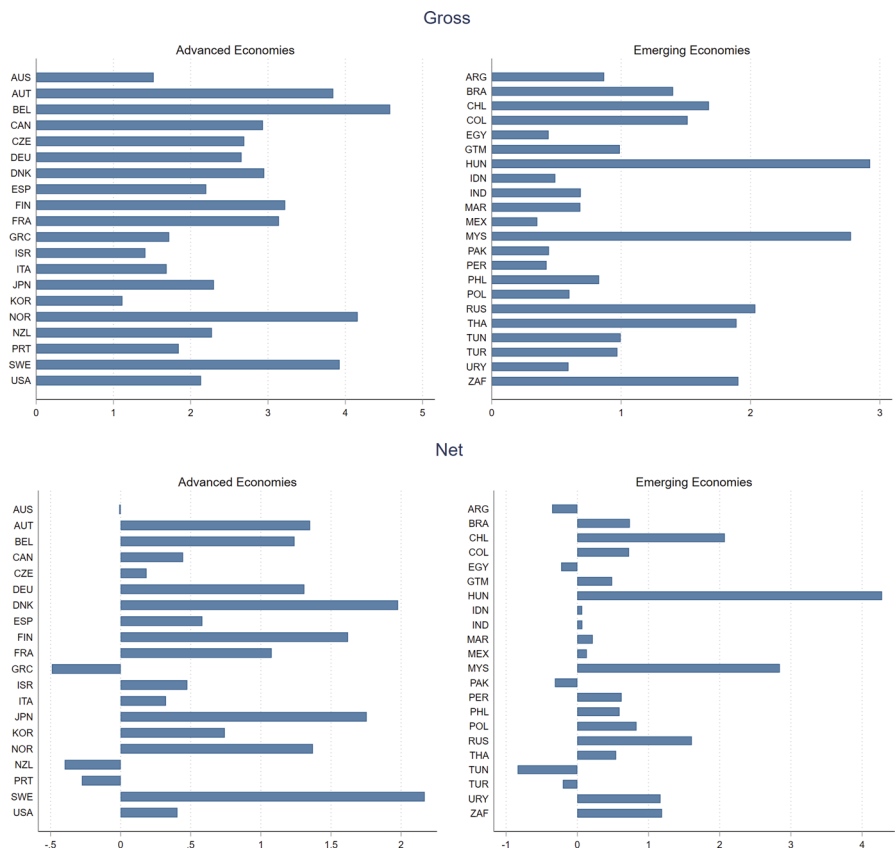 Gross
Advanced Economies
AUS
AUT
BEL
CAN
CZE
DEU
DNK
ESP
FIN
FRA
GRC
ISR
ITA
JPN
KOR
NOR
NZL
PRT
SWE
USA
0 1 2 3 4 5
Emerging Economies
ARG
BRA
CHL
COL
EGY
GTM
HUN
IDN
IND
MAR
MEX
MYS
PAK
PER
PHL
POL
RUS
THA
TUN
TUR
URY
ZAF
0 1 2 3
Net
Advanced Economies
AUS
AUT
BEL
CAN
CZE
DEU
DNK
ESP
FIN
FRA
GRC
ISR
ITA
JPN
KOR
NOR
NZL
PRT
SWE
USA
-.5 0 .5 1 1.5 2
Emerging Economies
ARG
BRA
CHL
COL
EGY
GTM
HUN
IDN
IND
MAR
MEX
MYS
PAK
PER
PHL
POL
RUS
THA
TUN
TUR
URY
ZAF
-1 0 1 2 3 4